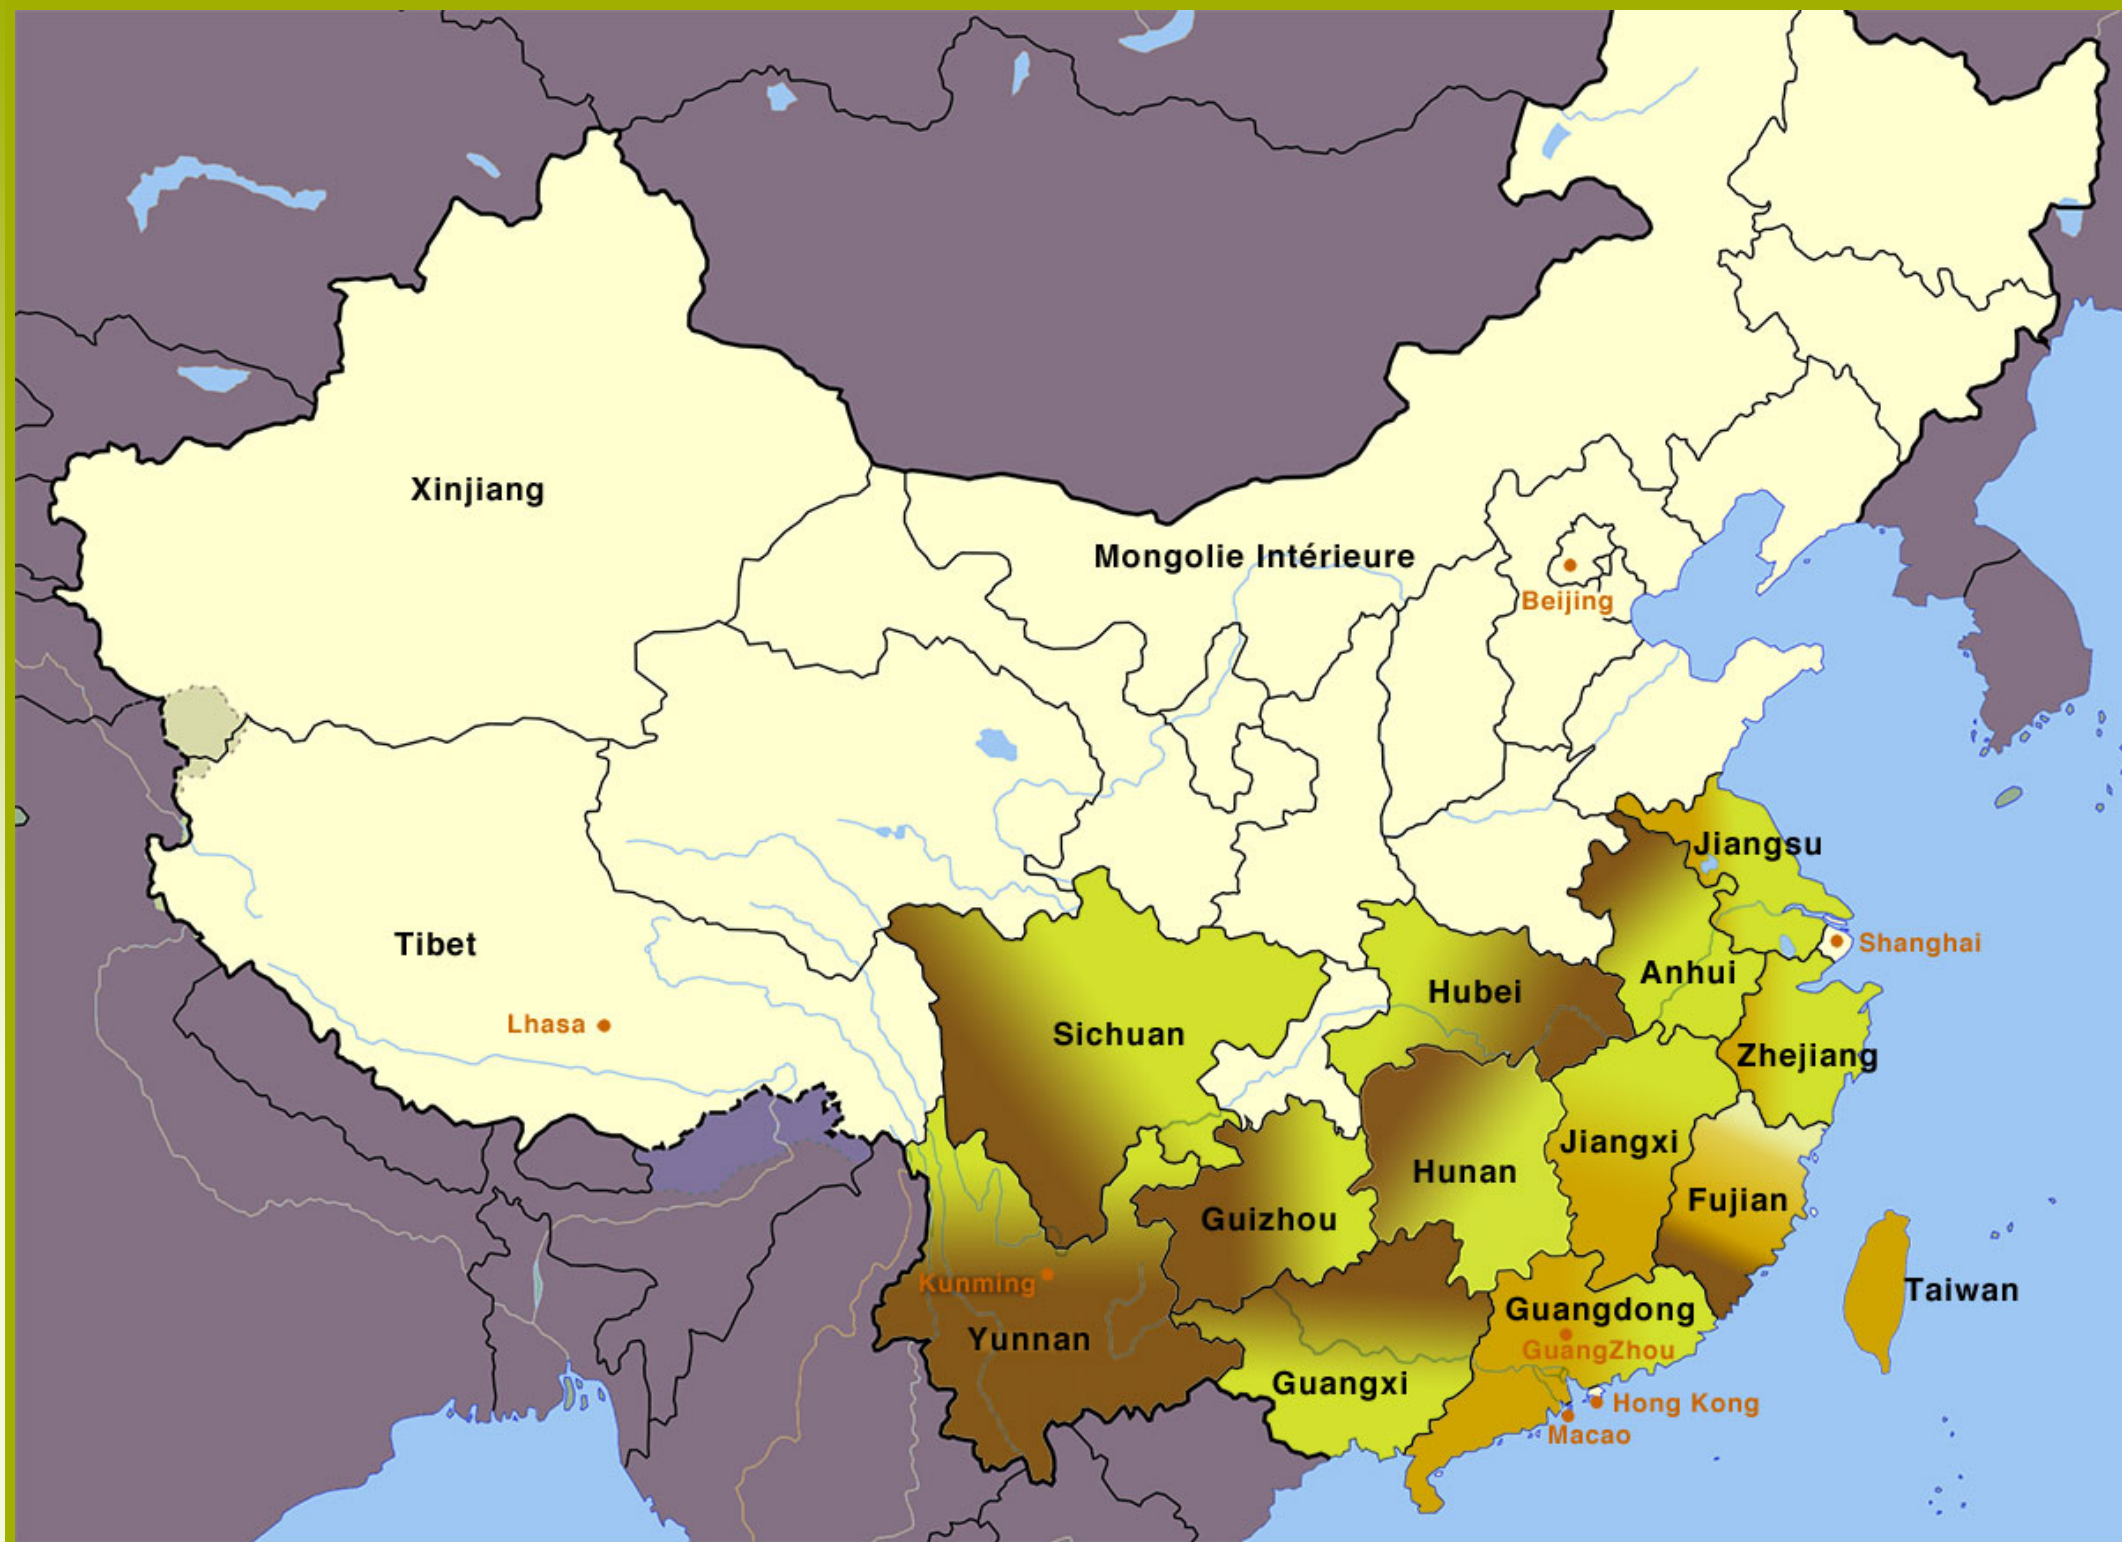 Xinjiang
Mongolie Intérieure
Beijing
Jiangsu
Tibet
Shanghai
Anhui
Hubei
Lhasa
Sichuan
Zhejiang
Jiangxi
Hunan
Fujian
Guizhou
Kunming
Taiwan
Guangdong
Yunnan
GuangZhou
Guangxi
Hong Kong
Macao